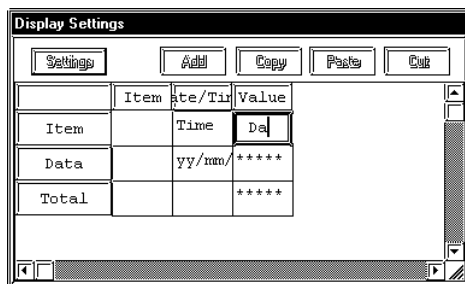 Display Settings
Settings Add Copy Paste Cut
Item ate/Tir Value
Item Time Da
Data yy/mm/ *****
Total *****